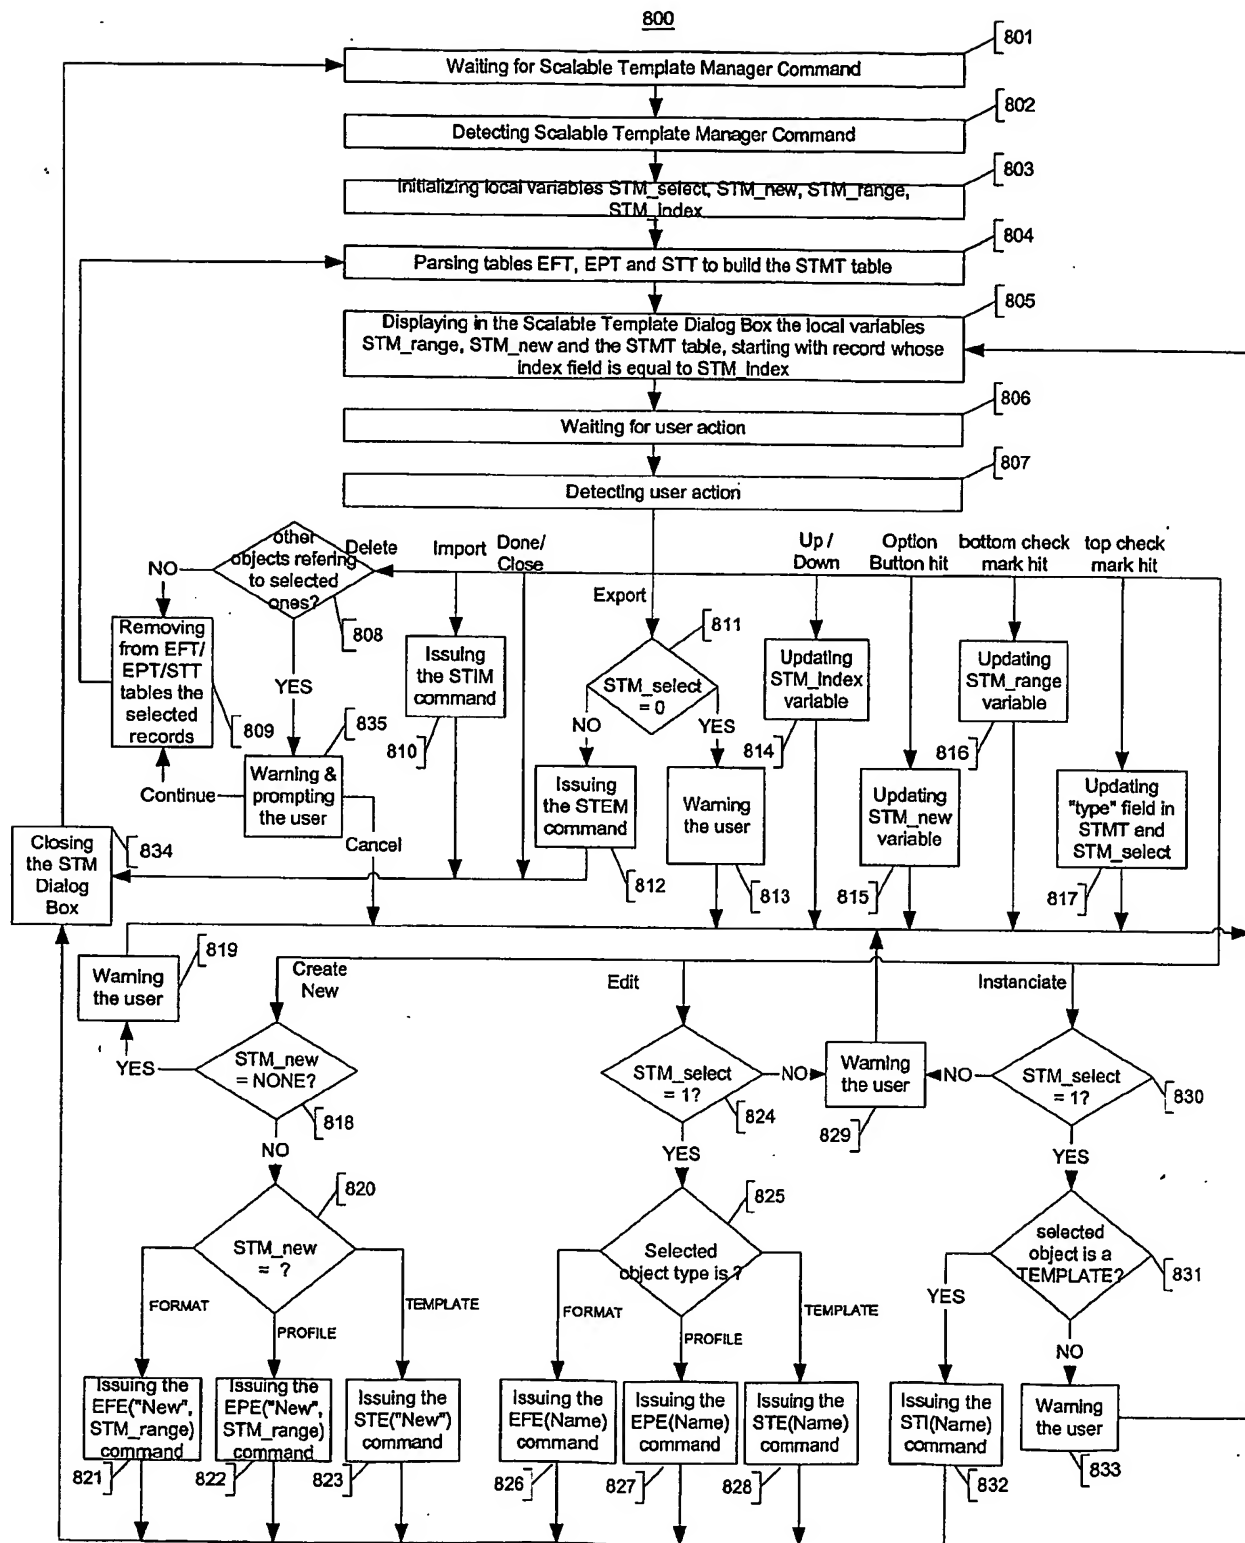 800
801
Waiting for Scalable Template Manager Command
802
Detecting Scalable Template Manager Command
803
Initializing local variables STM_select, STM_new, STM_range,
STM_Index
804
Parsing tables EFT, EPT and STT to build the STMT table
805
Displaying in the Scalable Template Dialog Box the local variables
STM_range, STM_new and the STMT table, starting with record whose
Index field is equal to STM_Index
806
Waiting for user action
807
Detecting user action
other
objects refering
to selected
ones?
808
Delete
Import
Done/
Close
Export
Up /
Down
Option
Button hit
bottom check
mark hit
top check
mark hit
NO
YES
Removing
from EFT/
EPT/STT
tables the
selected
records
809
835
Warning &
prompting
the user
Continue
Cancel
Issuing
the STIM
command
810
811
STM_select
= 0
NO
YES
Issuing
the STEM
command
812
Warning
the user
813
Updating
STM_Index
variable
814
Updating
STM_new
variable
815
Updating
STM_range
variable
816
Updating
"type" field in
STMT end
STM_select
817
Closing
the STM
Dialog
Box
834
819
Warning
the user
YES
Create
New
Edit
Instanciate
STM_new
= NONE?
818
NO
STM_select
= 1?
824
NO
YES
Warning
the user
829
NO
STM_select
= 1?
830
YES
820
STM_new
= ?
FORMAT
PROFILE
TEMPLATE
825
Selected
object type is ?
FORMAT
PROFILE
TEMPLATE
selected
object is a
TEMPLATE?
831
YES
NO
Issuing the
EFE("New",
STM_range)
command
821
Issuing the
EPE("New",
STM_range)
command
822
Issuing the
STE("New")
command
823
Issuing the
EFE(Name)
command
826
Issuing the
EPE(Name)
command
827
Issuing the
STE(Name)
command
828
Issuing the
STI(Name)
command
832
Warning
the user
833